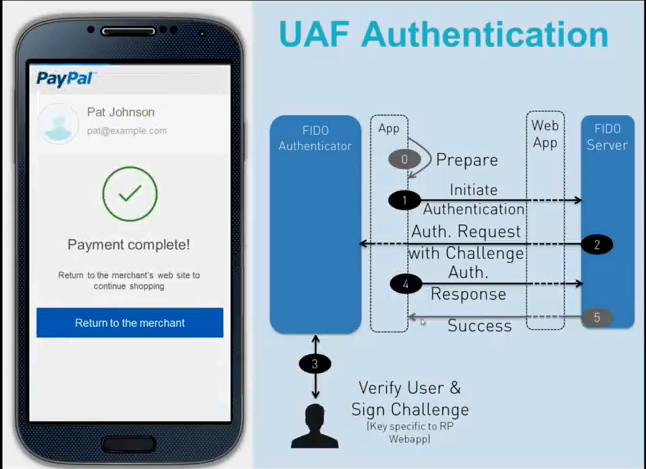 UAF Authentication
PayPal™
Pat Johnson
pat@example.com
Payment complete!
Return to the merchant's web site to
continue shopping
Return to the merchant
FIDO
Authenticator
App
Web
App
FIDO
Server
0
Prepare
1
Initiate
Authentication
Auth. Request
2
with Challenge
Auth.
4
Response
5
Success
3
Verify User &
Sign Challenge
(Key specific to RP
Webapp)